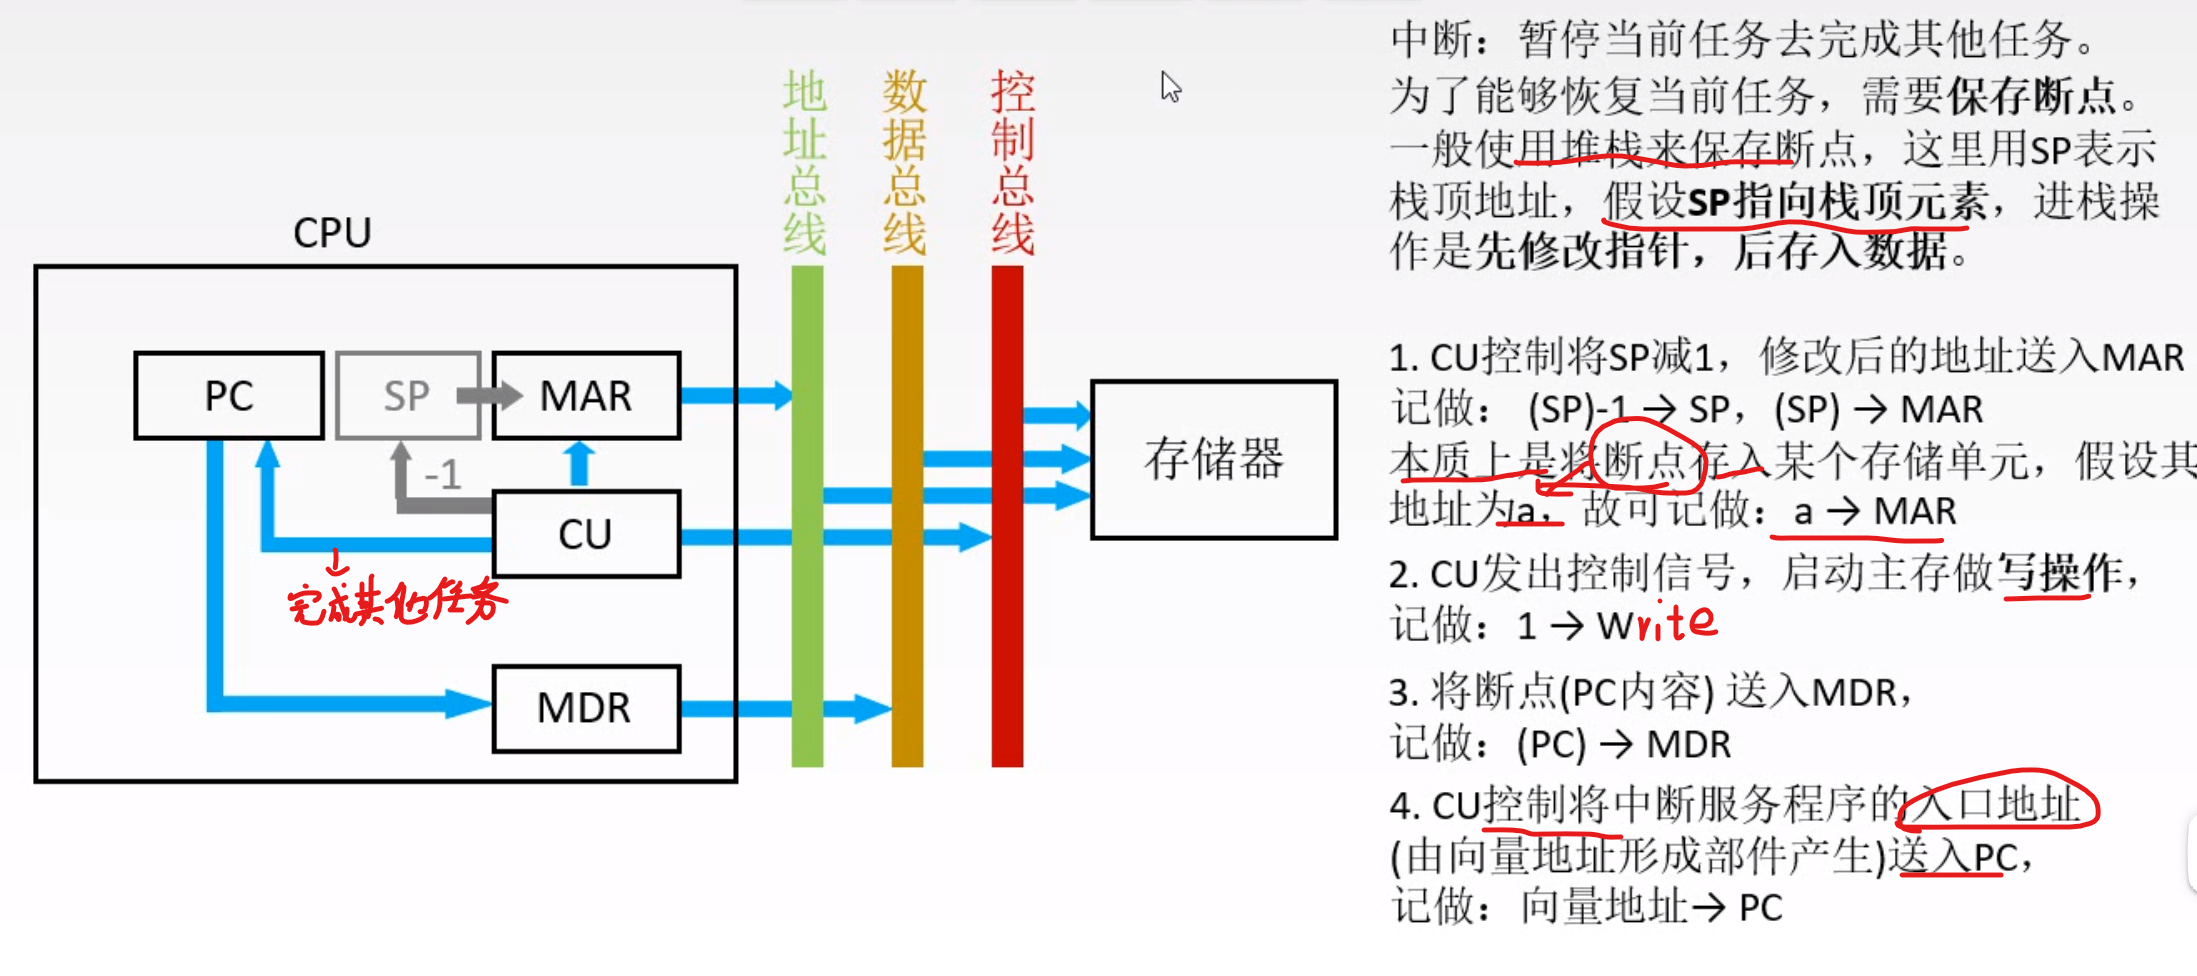 地址总线
数据总线
控制总线
CPU
PC
SP
MAR
-1
CU
完成其他任务
MDR
存储器
中断：暂停当前任务去完成其他任务。
为了能够恢复当前任务，需要保存断点。
一般使用堆栈来保存断点，这里用SP表示
栈顶地址，假设SP指向栈顶元素，进栈操
作是先修改指针，后存入数据。
1. CU控制将SP减1，修改后的地址送入MAR
记做： (SP)-1 → SP，(SP) → MAR
本质上是将断点存入某个存储单元，假设其
地址为a，故可记做：a → MAR
2. CU发出控制信号，启动主存做写操作，
记做：1 → Write
3. 将断点(PC内容) 送入MDR，
记做：(PC) → MDR
4. CU控制将中断服务程序的入口地址
(由向量地址形成部件产生)送入PC，
记做：向量地址→ PC